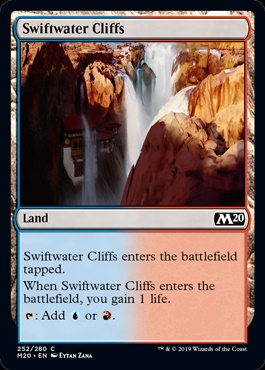 Swiftwater Cliffs
Land
M20
Swiftwater Cliffs enters the battlefield
tapped.
When Swiftwater Cliffs enters the
battlefield, you gain 1 life.
: Add or .
252/280 C
M20 • EN EYTAN ZANA
™ & © 2019 Wizards of the Coast